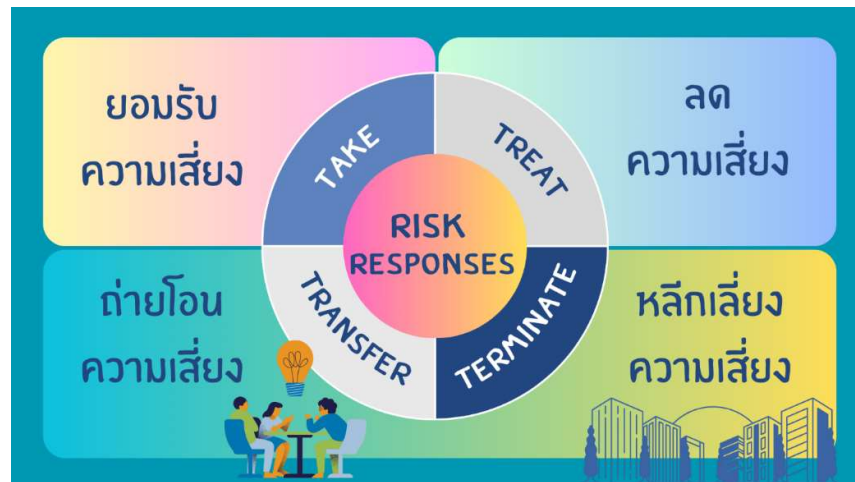 ยอมรับ
ความเสี่ยง
TAKE
TREAT
ลด
ความเสี่ยง
RISK
RESPONSES
ถ่ายโอน
ความเสี่ยง
TRANSFER
TERMINATE
หลีกเลี่ยง
ความเสี่ยง